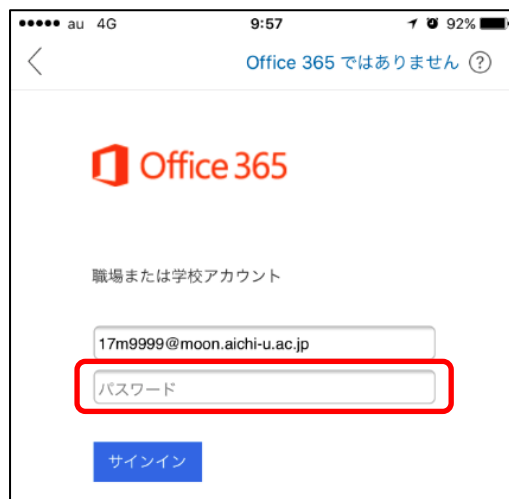 au 4G 9:57 92%
Office 365 ではありません ?
Office 365
職場または学校アカウント
17m9999@moon.aichi-u.ac.jp
パスワード
サインイン